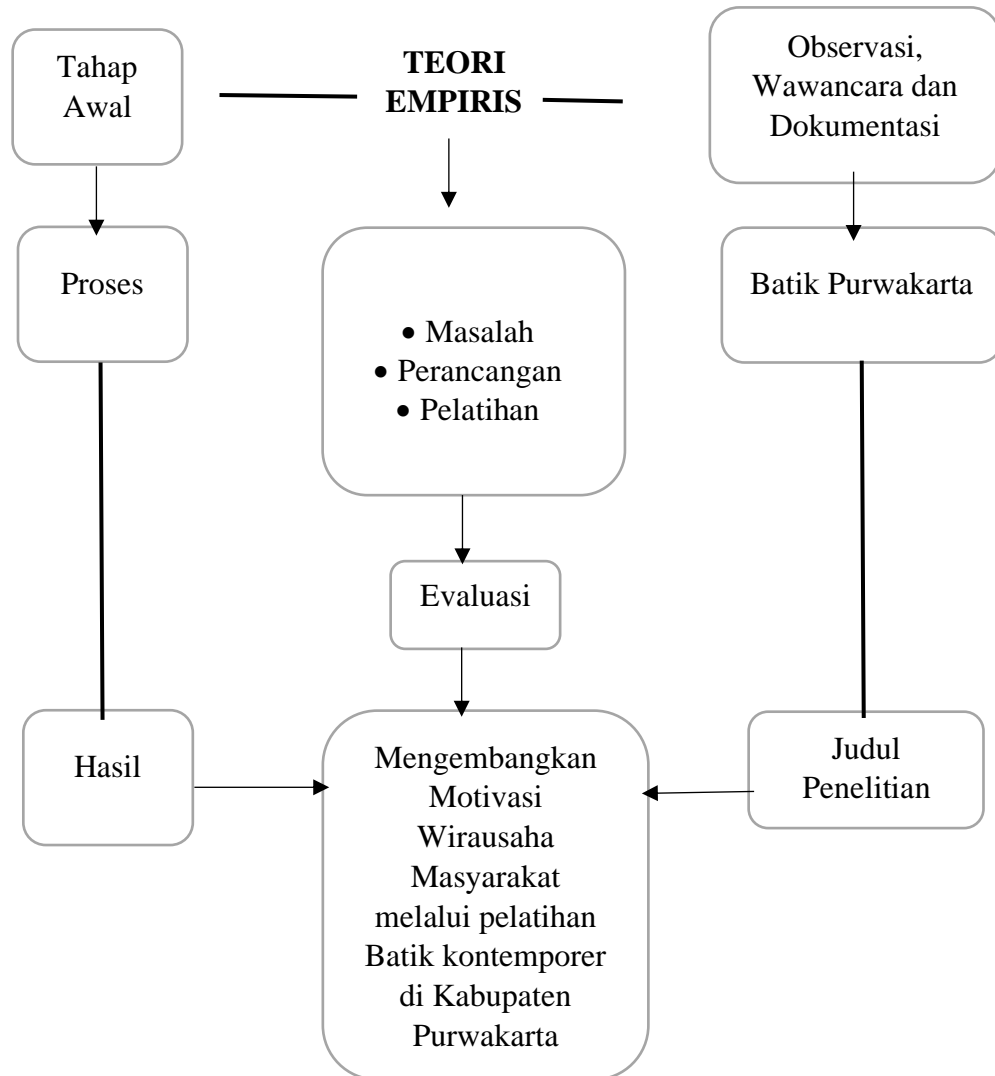 Tahap
Awal
TEORI
EMPIRIS
Observasi,
Wawancara dan
Dokumentasi
Proses
• Masalah
• Perancangan
• Pelatihan
Batik Purwakarta
Evaluasi
Hasil
Mengembangkan
Motivasi
Wirausaha
Masyarakat
melalui pelatihan
Batik kontemporer
di Kabupaten
Purwakarta
Judul
Penelitian